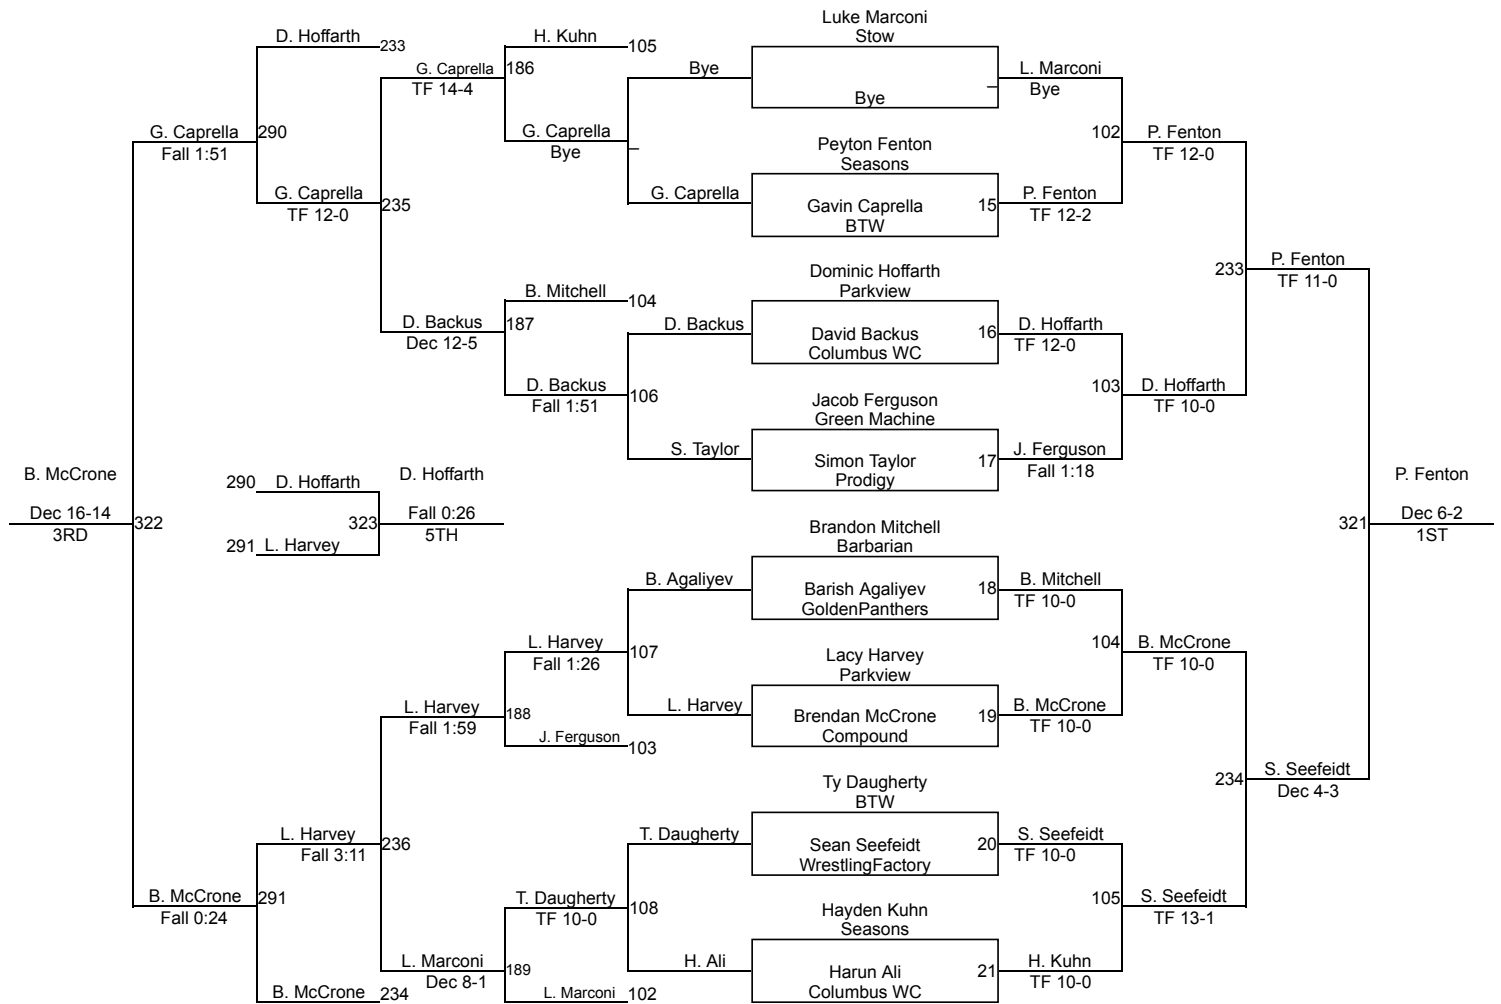 Luke Marconi
Stow
Bye
D. Hoffarth
233
H. Kuhn
105
G. Caprella
186
TF 14-4
Bye
L. Marconi
Bye
G. Caprella
290
Fall 1:51
G. Caprella
Bye
102
P. Fenton
TF 12-0
Peyton Fenton
Seasons
Gavin Caprella
15
BTW
G. Caprella
TF 12-0
235
G. Caprella
P. Fenton
TF 12-2
233
P. Fenton
TF 11-0
Dominic Hoffarth
Parkview
David Backus
16
Columbus WC
B. Mitchell
104
D. Backus
187
Dec 12-5
D. Backus
D. Hoffarth
TF 12-0
D. Backus
106
Fall 1:51
103
D. Hoffarth
TF 10-0
Jacob Ferguson
Green Machine
Simon Taylor
17
Prodigy
S. Taylor
J. Ferguson
Fall 1:18
B. McCrone
Dec 16-14
322
3RD
290
D. Hoffarth
D. Hoffarth
323
Fall 0:26
5TH
291
L. Harvey
P. Fenton
321
Dec 6-2
1ST
Brandon Mitchell
Barbarian
Barish Agaliyev
18
GoldenPanthers
B. Agaliyev
B. Mitchell
TF 10-0
L. Harvey
107
Fall 1:26
104
B. McCrone
TF 10-0
Lacy Harvey
Parkview
Brendan McCrone
19
Compound
L. Harvey
188
Fall 1:59
L. Harvey
B. McCrone
TF 10-0
J. Ferguson
103
234
S. Seefeidt
Dec 4-3
Ty Daugherty
BTW
Sean Seefeidt
20
WrestlingFactory
L. Harvey
236
Fall 3:11
T. Daugherty
S. Seefeidt
TF 10-0
B. McCrone
291
Fall 0:24
T. Daugherty
108
TF 10-0
105
S. Seefeidt
TF 13-1
Hayden Kuhn
Seasons
Harun Ali
21
Columbus WC
L. Marconi
189
Dec 8-1
H. Ali
H. Kuhn
TF 10-0
B. McCrone
234
L. Marconi
102